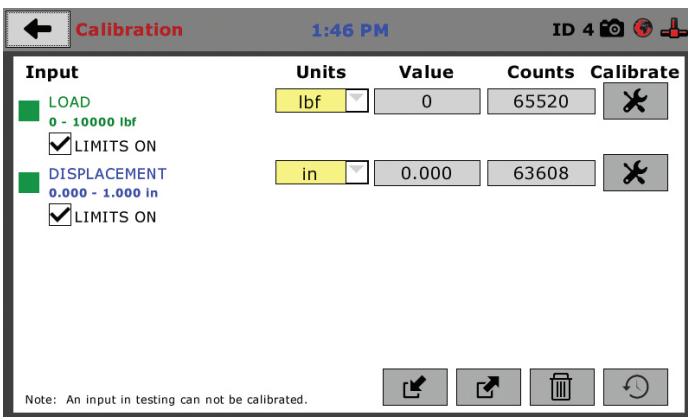 Calibration 1:46 PM ID 4
Input Units Value Counts Calibrate
LOAD lbf 0 65520
0 - 10000 lbf
LIMITS ON
DISPLACEMENT in 0.000 63608
0.000 - 1.000 in
LIMITS ON
Note: An input in testing can not be calibrated.